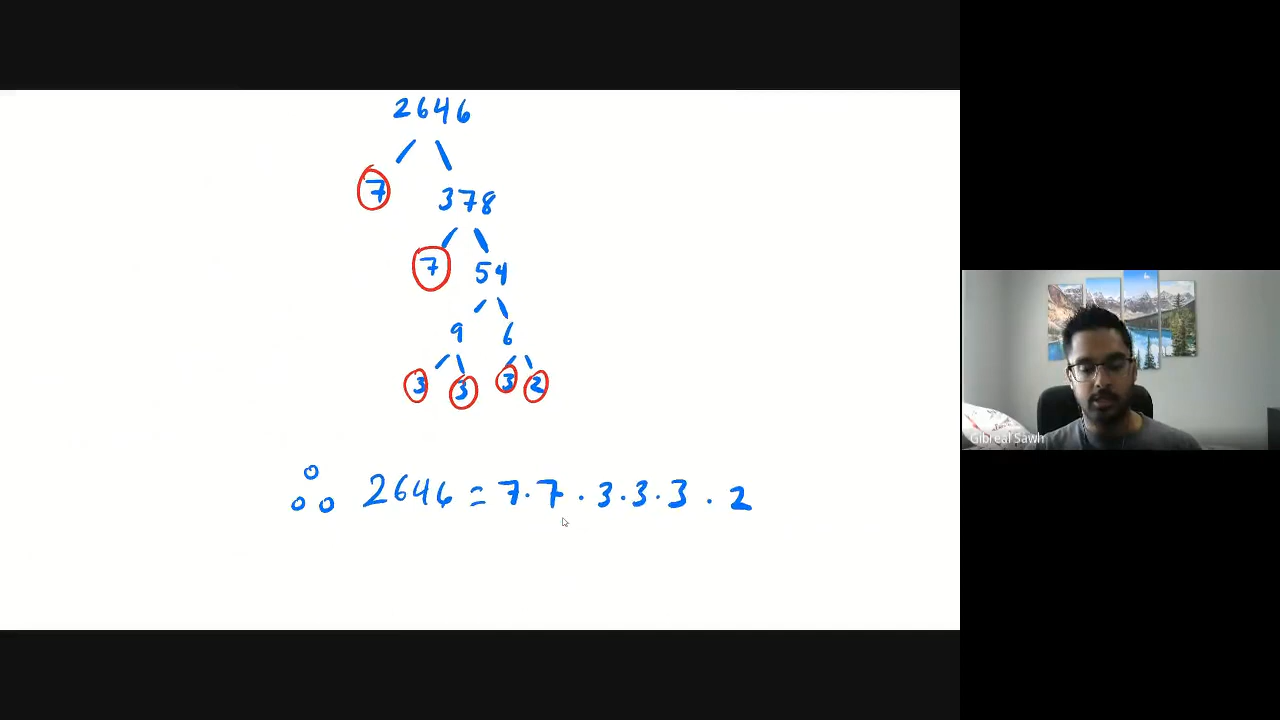 2646
7 378
7 54
9 6
3 3 3 2
∴ 2646 = 7·7·3·3·3·2
Gibreal Sawh